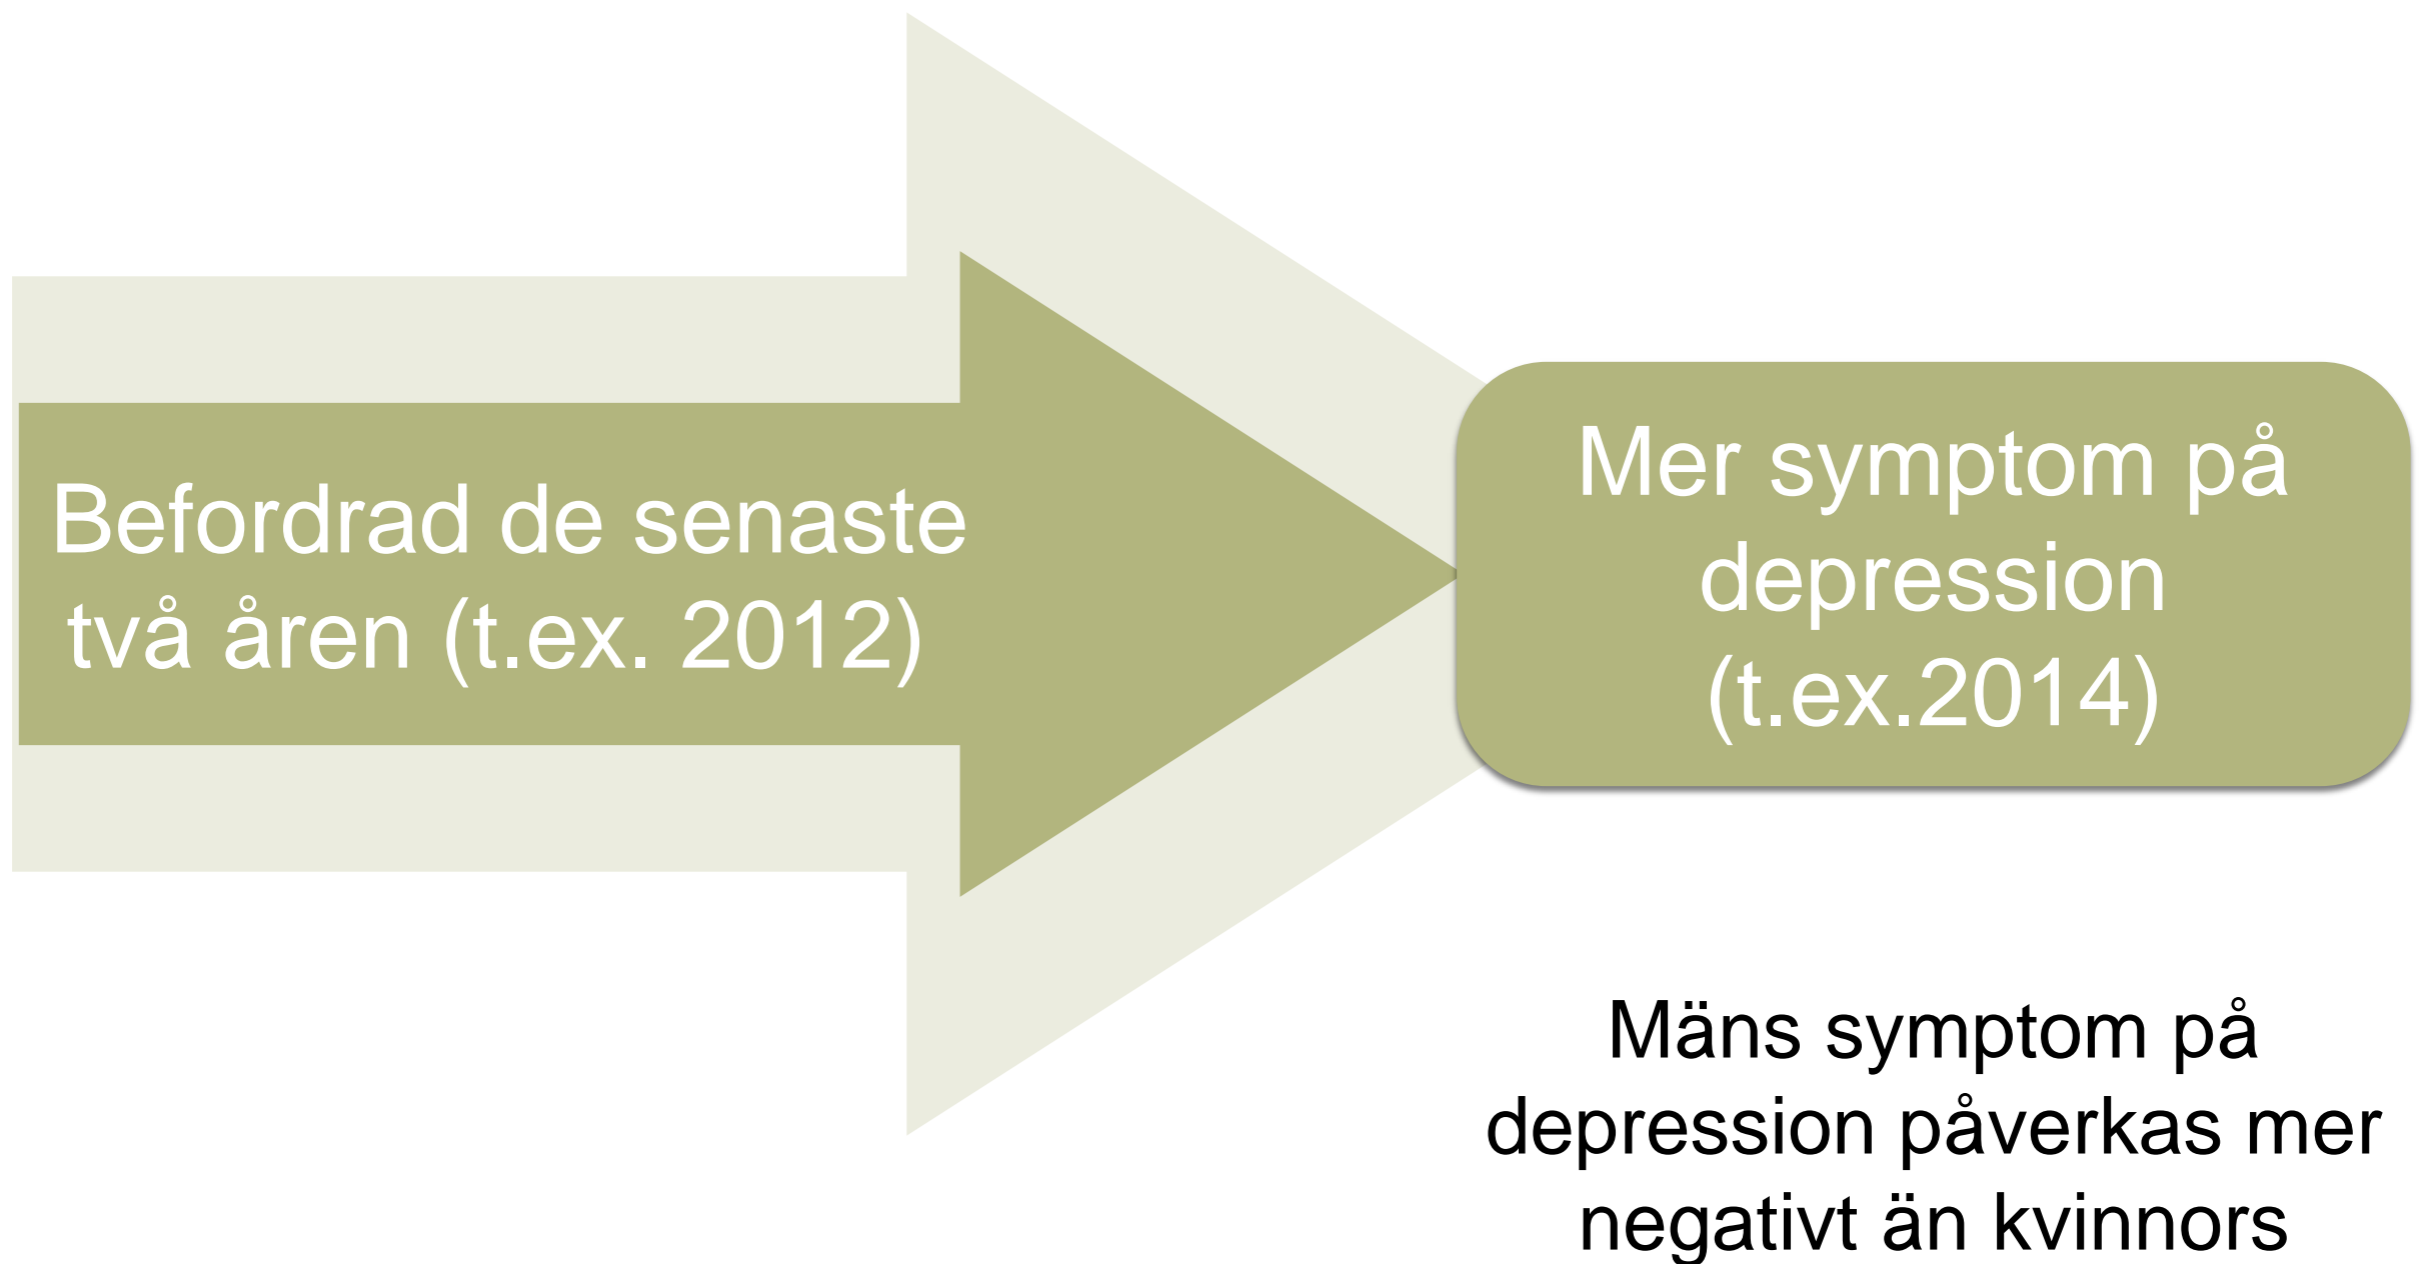 Befordrad de senaste
två åren (t.ex. 2012)
Mer symptom på
depression
(t.ex.2014)
Mäns symptom på
depression påverkas mer
negativt än kvinnors